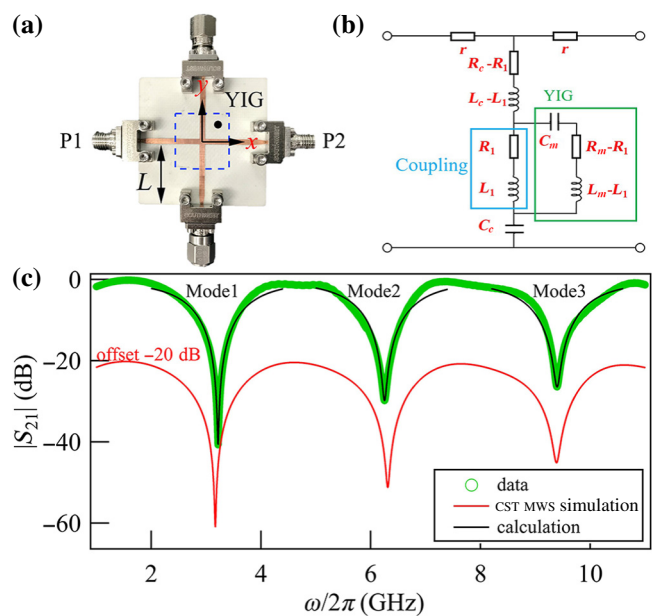 (a)
y
YIG
P1
x
P2
L
(b)
r
r
R_c-R_1
L_c-L_1
YIG
C_m
R_1
R_m-R_1
Coupling
L_1
L_m-L_1
C_c
(c)
0
Mode1
Mode2
Mode3
offset -20 dB
-20
|S_21| (dB)
-40
data
CST MWS simulation
calculation
-60
2
4
6
8
10
ω/2π (GHz)